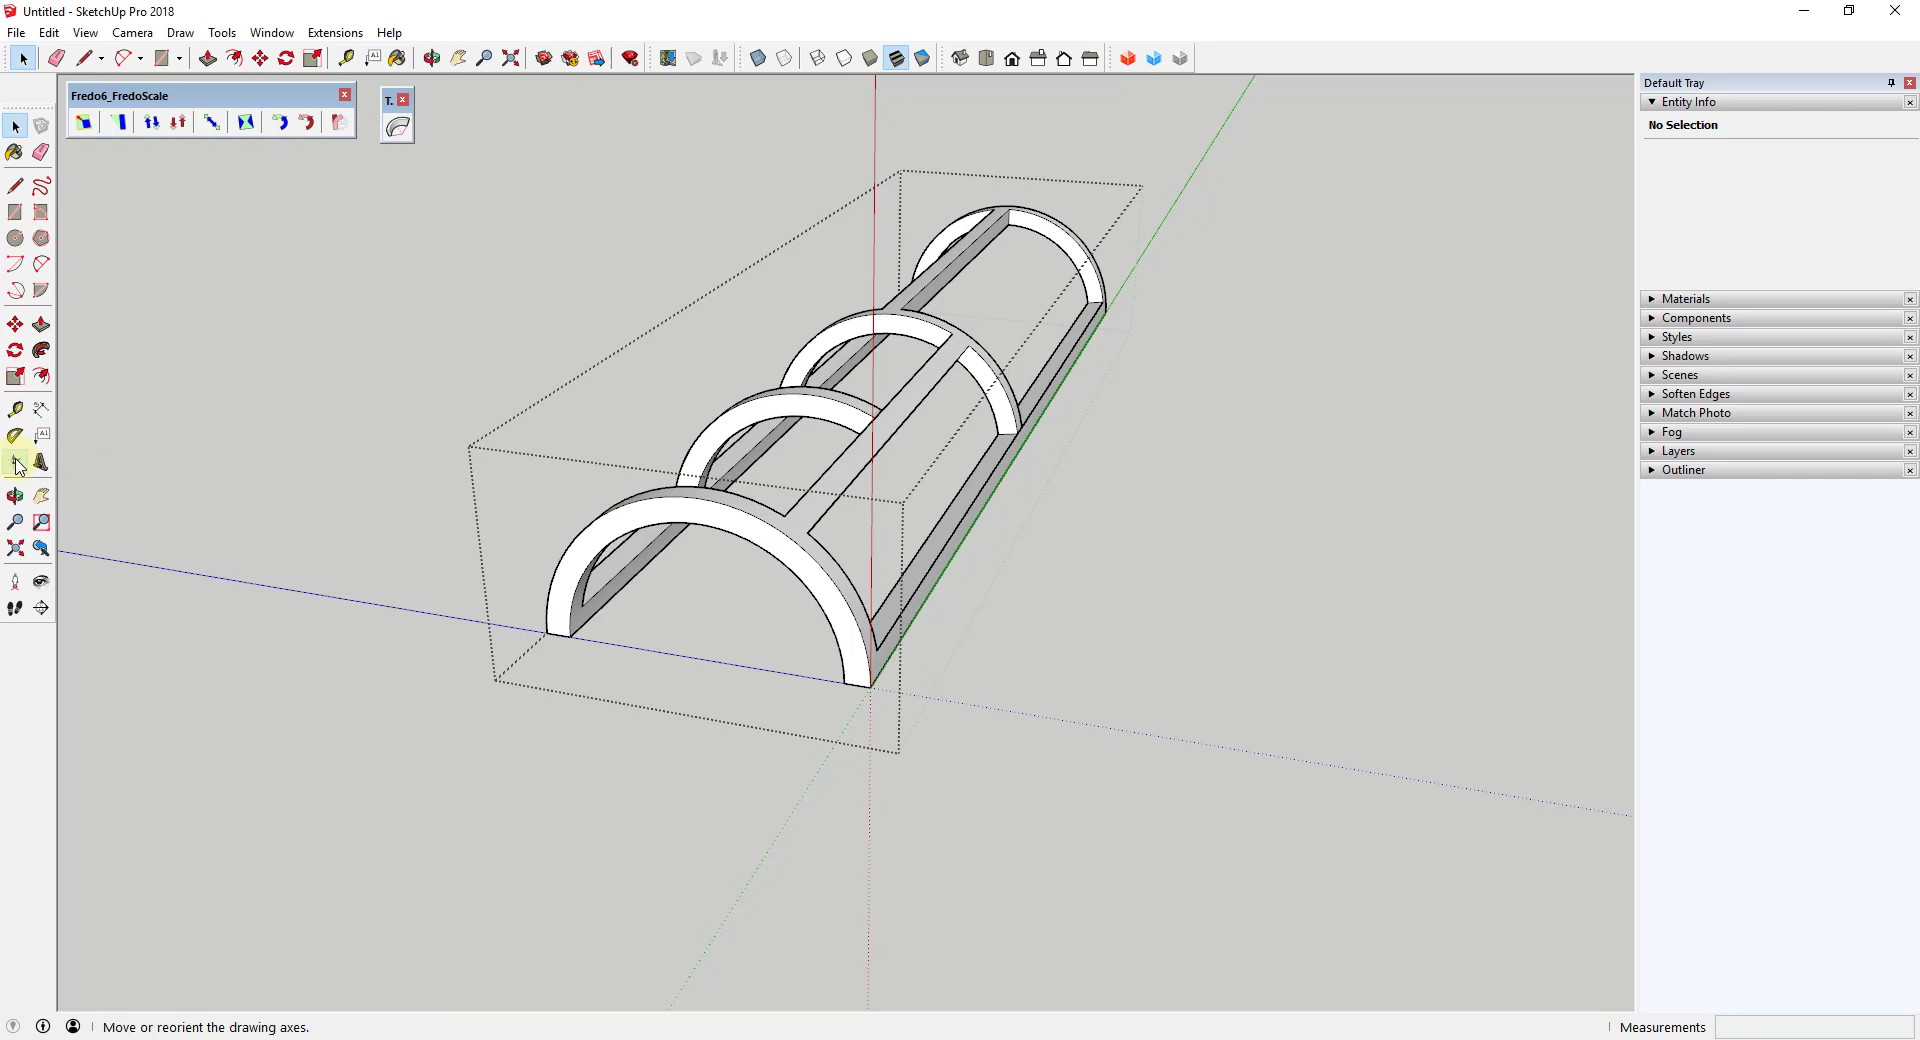 Untitled - SketchUp Pro 2018
File Edit View Camera Draw Tools Window Extensions Help
A1
Fredo6_FredoScale
T.
A1
Default Tray
Entity Info
No Selection
Materials
Components
Styles
Shadows
Scenes
Soften Edges
Match Photo
Fog
Layers
Outliner
Move or reorient the drawing axes.
Measurements